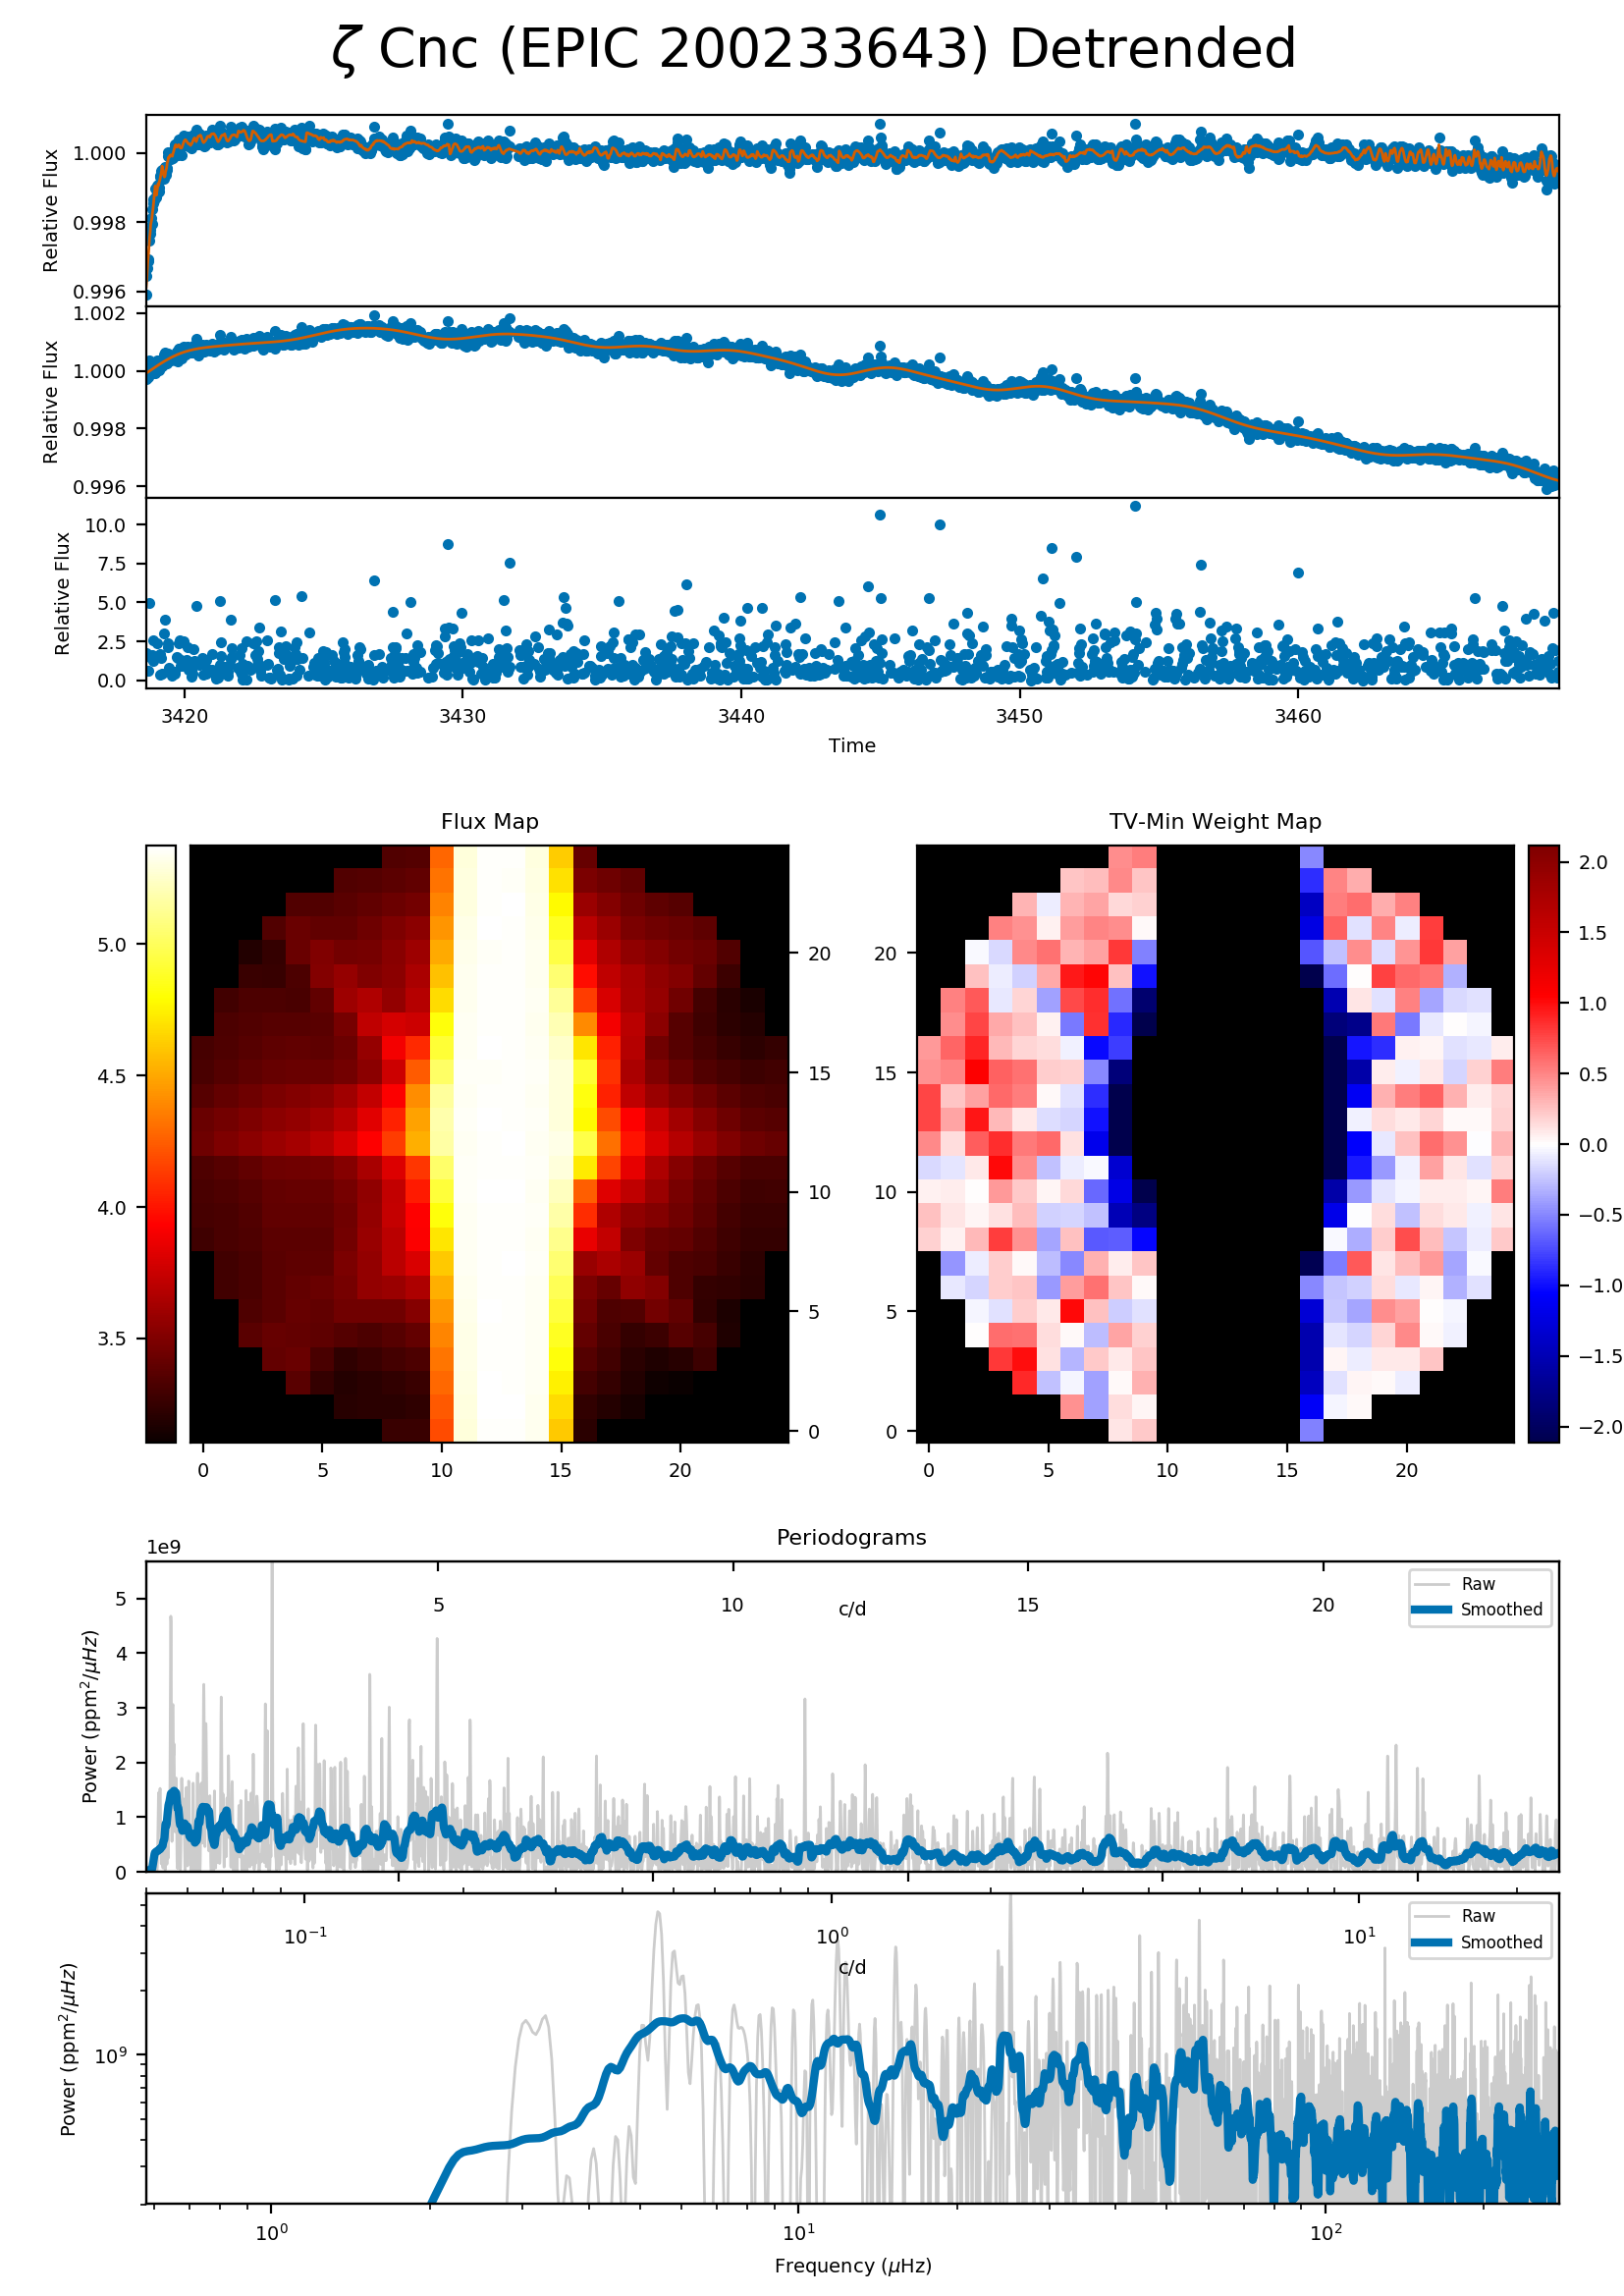 ζ Cnc (EPIC 200233643) Detrended
Relative Flux
1.000
0.998
0.996
Relative Flux
1.002
1.000
0.998
0.996
Relative Flux
10.0
7.5
5.0
2.5
0.0
3420 3430 3440 3450 3460
Time
Flux Map
5.0
4.5
4.0
3.5
20
15
10
5
0
0 5 10 15 20
TV-Min Weight Map
20
15
10
5
0
0 5 10 15 20
2.0
1.5
1.0
0.5
0.0
−0.5
−1.0
−1.5
−2.0
Periodograms
1e9
Power (ppm²/μHz)
5
4
3
2
1
0
5 10 15 20
c/d
Raw
Smoothed
Power (ppm²/μHz)
10⁹
10⁻¹ 10⁰ 10¹
c/d
Raw
Smoothed
10⁰ 10¹ 10²
Frequency (μHz)